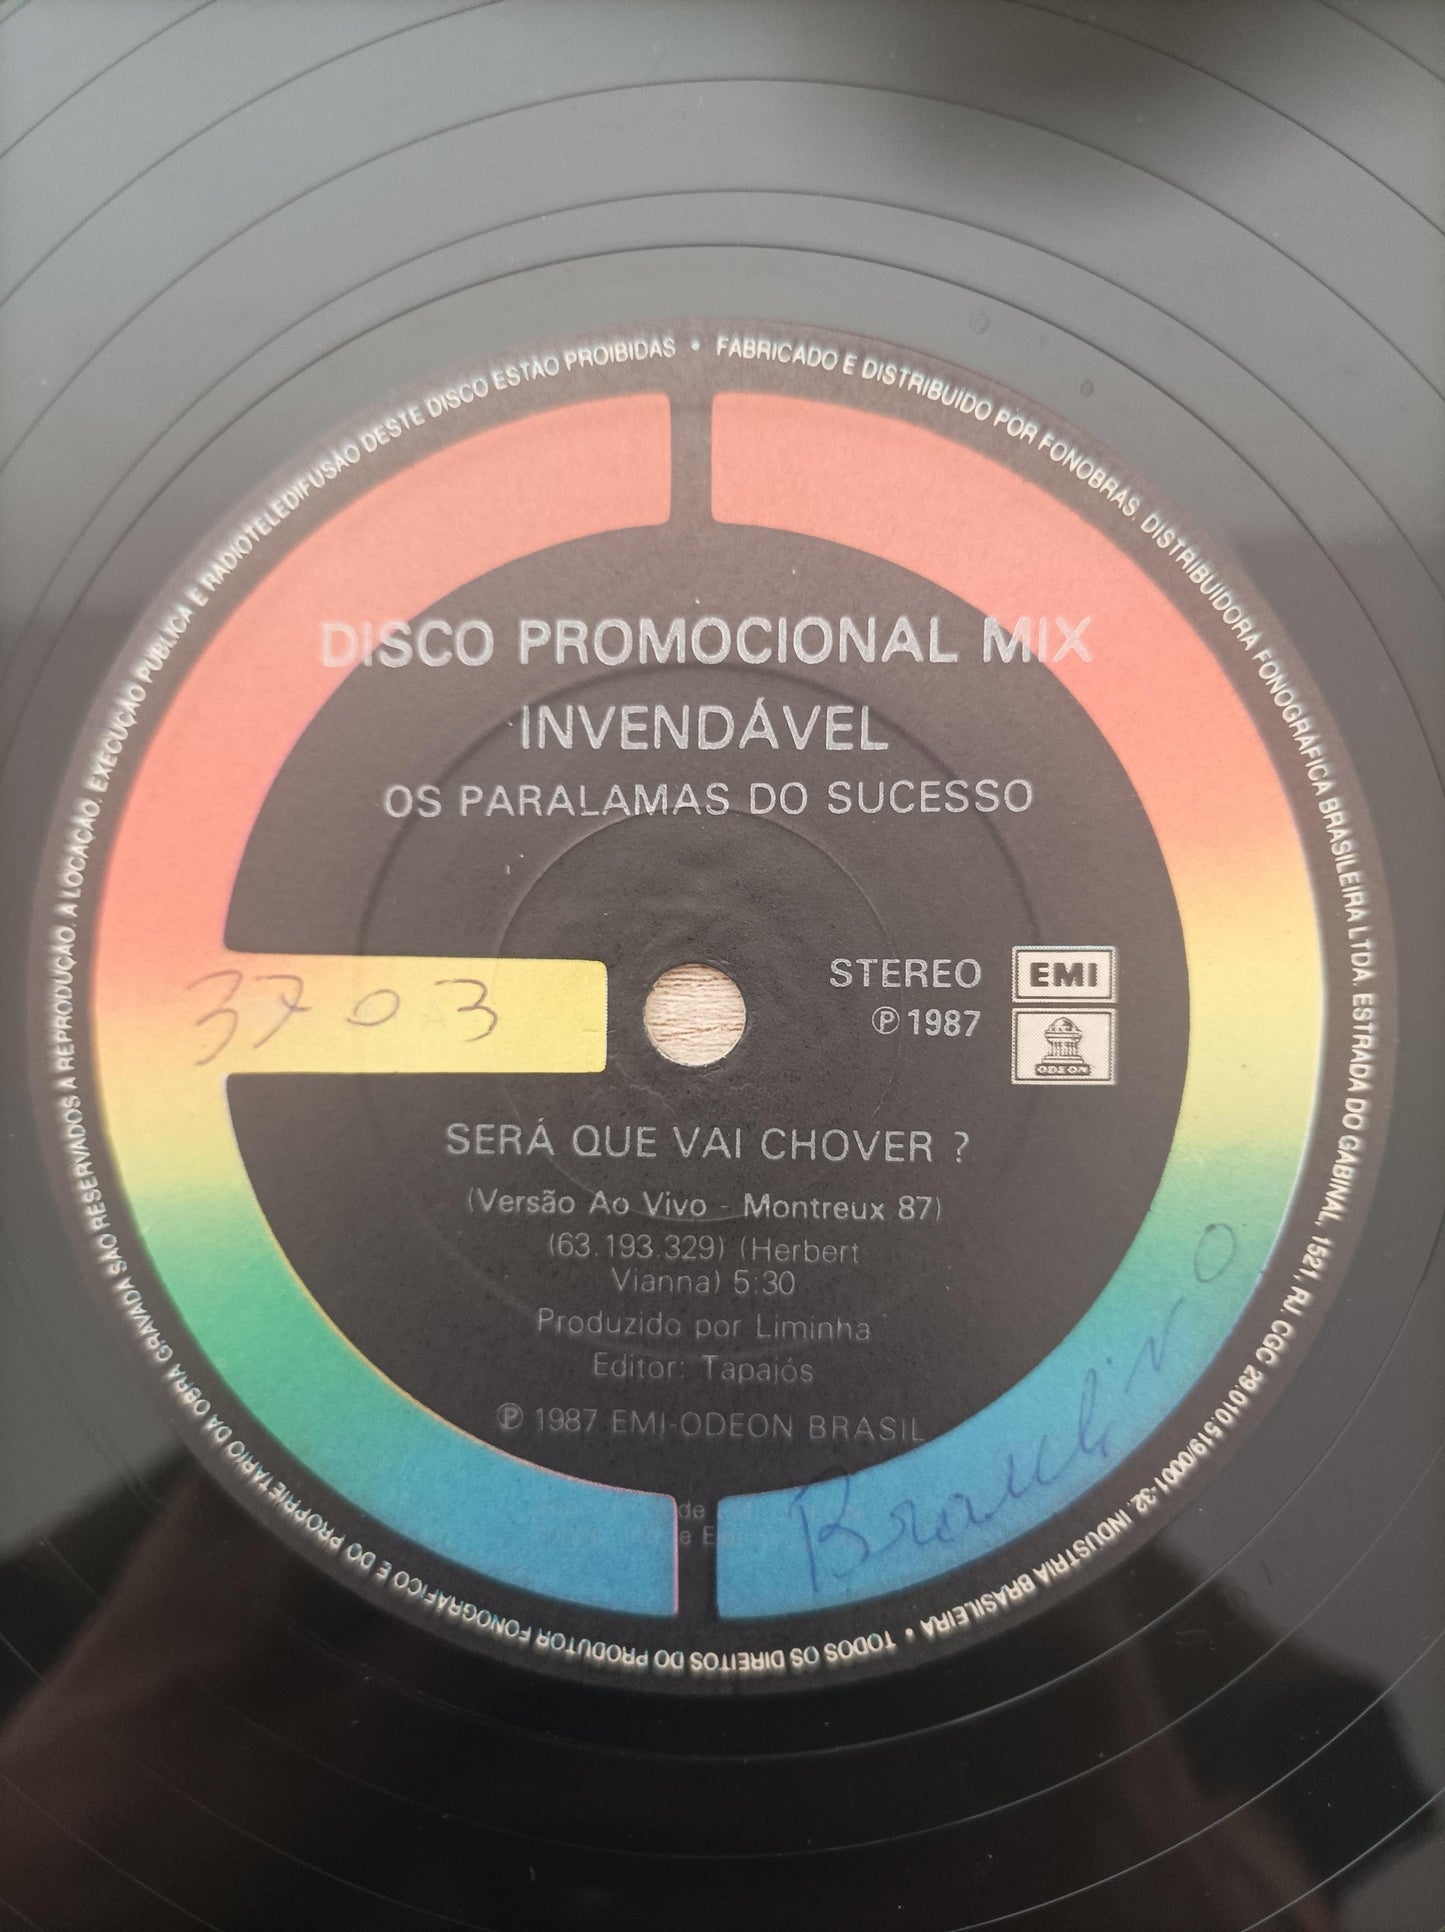 FABRICADO E DISTRIBUIDO POR FONOBRAS, DISTRIBUIDORA FONOGRÁFICA BRASILEIRA LTDA. ESTRADA DO GABINAL, 1521, RJ. CGC 29.010.519/0001-32. INDÚSTRIA BRASILEIRA • TODOS OS DIREITOS DO PRODUTOR FONOGRÁFICO E DO PROPRIETÁRIO DA OBRA GRAVADA SÃO RESERVADOS A REPRODUÇÃO, A LOCAÇÃO, EXECUÇÃO PÚBLICA E RADIOTELEDIFUSÃO DESTE DISCO ESTÃO PROIBIDAS •
DISCO PROMOCIONAL MIX
INVENDÁVEL
OS PARALAMAS DO SUCESSO
STEREO
EMI
3703
A
℗ 1987
ODEON
SERÁ QUE VAI CHOVER ?
(Versão Ao Vivo - Montreux 87)
(63.193.329) (Herbert
Vianna) 5:30
Produzido por Liminha
Editor: Tapajós
℗ 1987 EMI-ODEON BRASIL
de
e